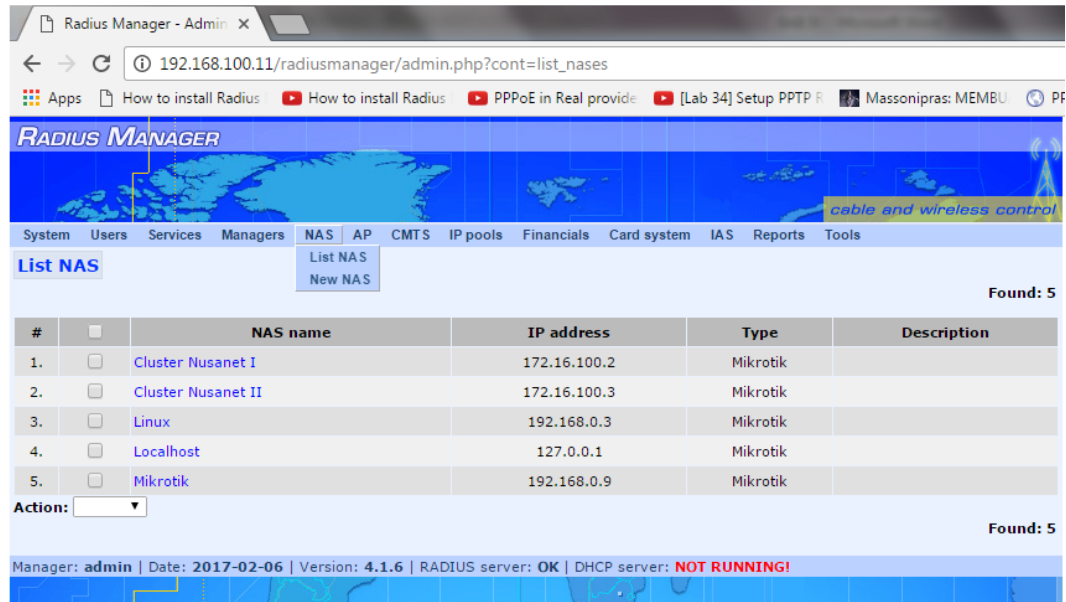 Radius Manager - Admin
192.168.100.11/radiusmanager/admin.php?cont=list_nases
Apps How to install Radius How to install Radius PPPoE in Real provide [Lab 34] Setup PPTP R Massonipras: MEMBU
RADIUS MANAGER
cable and wireless control
System Users Services Managers NAS AP CMTS IP pools Financials Card system IAS Reports Tools
List NAS
New NAS
List NAS
Found: 5
# NAS name IP address Type Description
1. Cluster Nusanet I 172.16.100.2 Mikrotik
2. Cluster Nusanet II 172.16.100.3 Mikrotik
3. Linux 192.168.0.3 Mikrotik
4. Localhost 127.0.0.1 Mikrotik
5. Mikrotik 192.168.0.9 Mikrotik
Action:
Found: 5
Manager: admin | Date: 2017-02-06 | Version: 4.1.6 | RADIUS server: OK | DHCP server: NOT RUNNING!